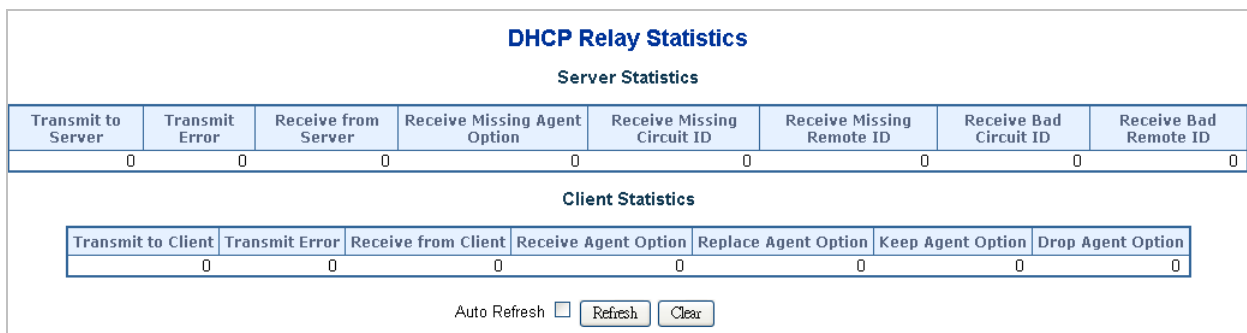 DHCP Relay Statistics
Server Statistics
Transmit to Server Transmit Error Receive from Server Receive Missing Agent Option Receive Missing Circuit ID Receive Missing Remote ID Receive Bad Circuit ID Receive Bad Remote ID
0 0 0 0 0 0 0 0
Client Statistics
Transmit to Client Transmit Error Receive from Client Receive Agent Option Replace Agent Option Keep Agent Option Drop Agent Option
0 0 0 0 0 0 0
Auto Refresh Refresh Clear